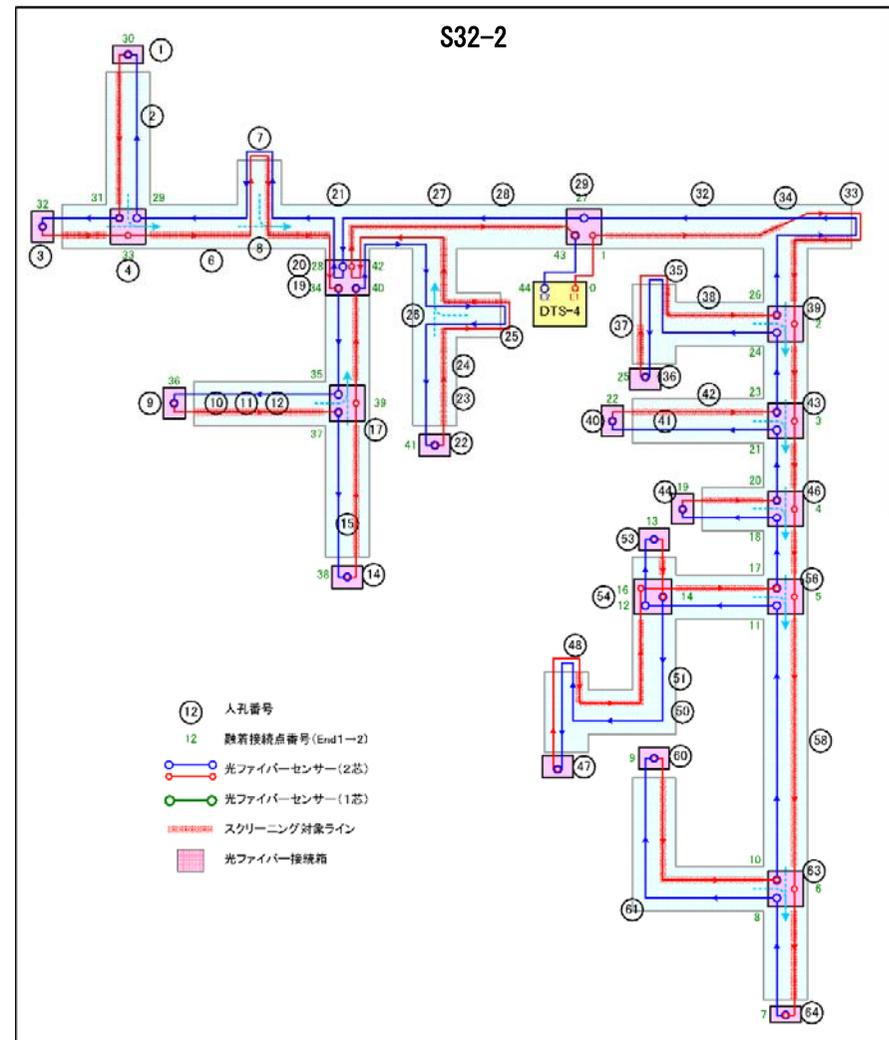 S32-2
30 ①
②
⑦
32 31 29 21 27 28 29 27 32 34 33
③ ④ 33 ⑥ ⑧ 20 28 42 43 1
19 34 40 44 E2 E1 0
DTS-4
26 25 35 38 26 39 2
37 24
24 25 36
36 35 23 42 23 43
⑨ 10 11 12 39 22 40 41 3
37 17 41 22 21
44 19 20 46 4
15 18
53 13
38 14 54 16 12 14 17 56 5
11
48
51
50
⑫ 人孔番号
12 融着接続点番号(End1→2)
光ファイバーセンサー(2芯)
光ファイバーセンサー(1芯)
スクリーニング対象ライン
光ファイバー接続箱
47
58
9 60
10 63 6
61 8
7 64